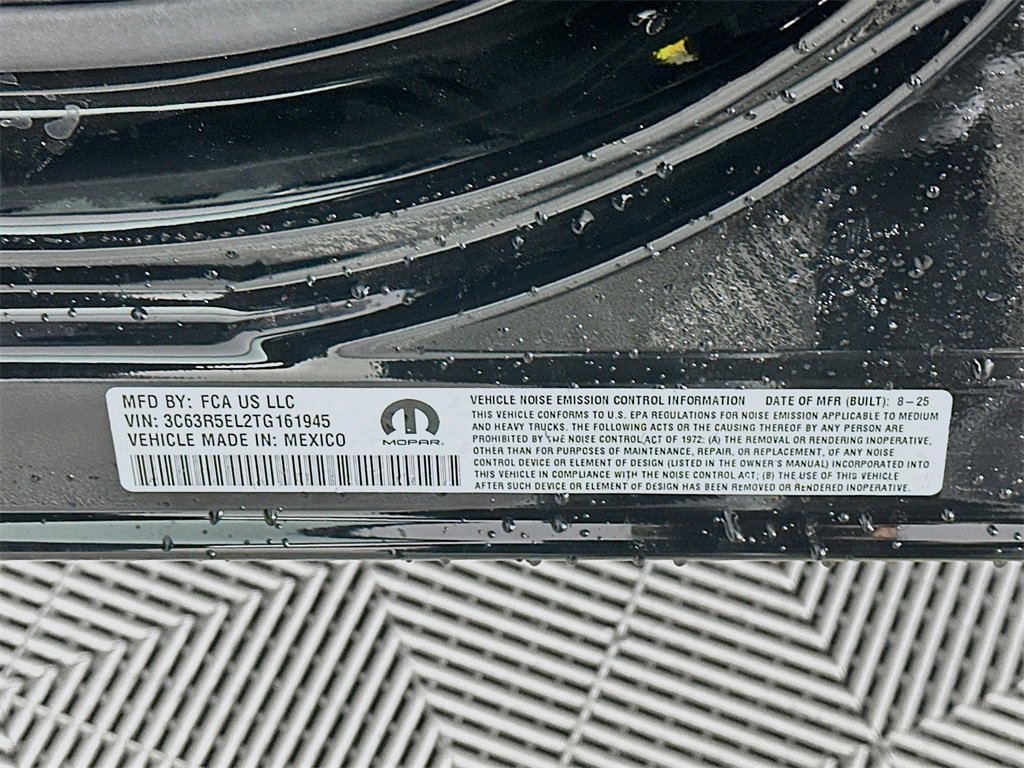 MFD BY: FCA US LLC
VIN: 3C63R5EL2TG161945
VEHICLE MADE IN: MEXICO
MOPAR
VEHICLE NOISE EMISSION CONTROL INFORMATION DATE OF MFR (BUILT): 8-25
THIS VEHICLE CONFORMS TO U.S. EPA REGULATIONS FOR NOISE EMISSION APPLICABLE TO MEDIUM
AND HEAVY TRUCKS. THE FOLLOWING ACTS OR THE CAUSING THEREOF BY ANY PERSON ARE
PROHIBITED BY THE NOISE CONTROL ACT OF 1972: (A) THE REMOVAL OR RENDERING INOPERATIVE,
OTHER THAN FOR PURPOSES OF MAINTENANCE, REPAIR, OR REPLACEMENT, OF ANY NOISE
CONTROL DEVICE OR ELEMENT OF DESIGN (LISTED IN THE OWNER'S MANUAL) INCORPORATED INTO
THIS VEHICLE IN COMPLIANCE WITH THE NOISE CONTROL ACT; (B) THE USE OF THIS VEHICLE
AFTER SUCH DEVICE OR ELEMENT OF DESIGN HAS BEEN REMOVED OR RENDERED INOPERATIVE.